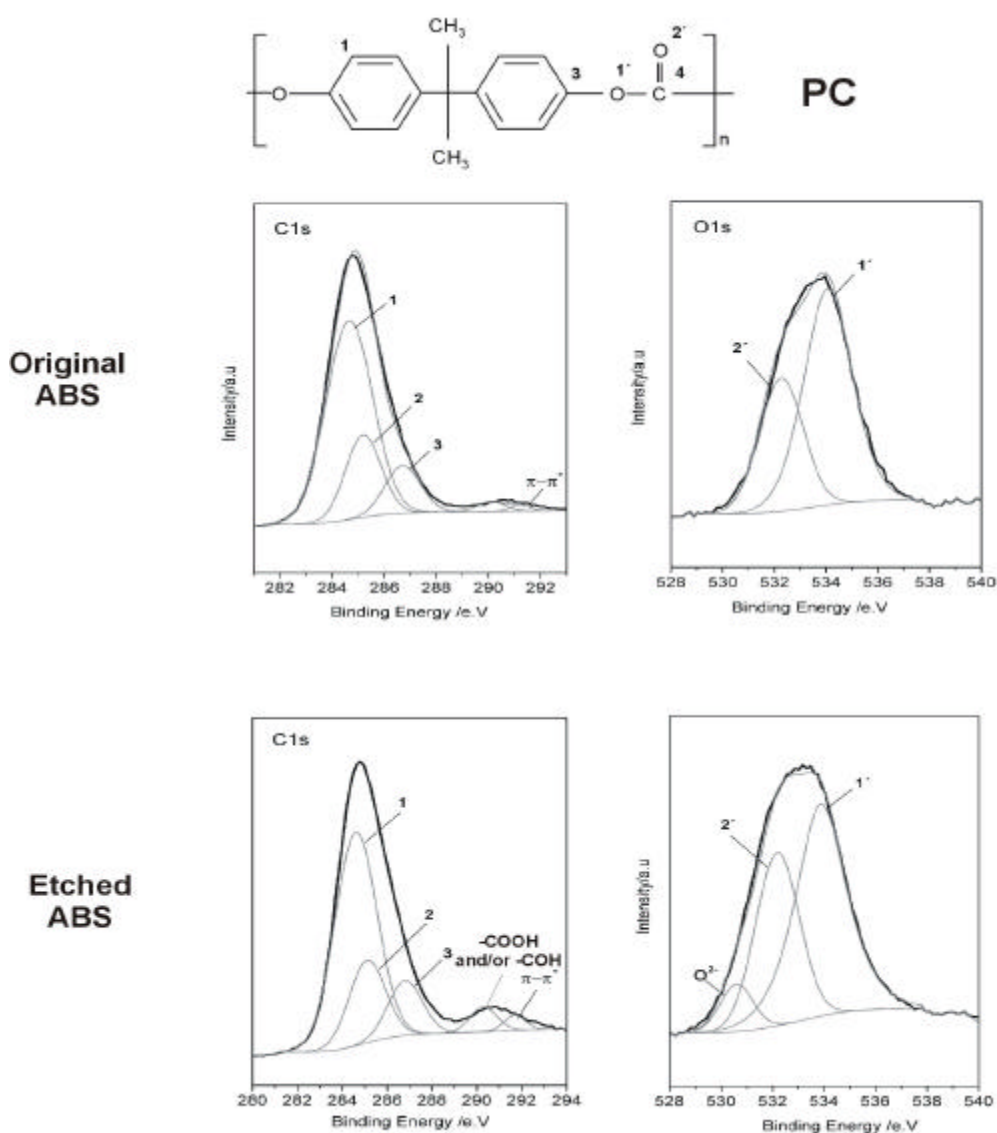 CH₃
1
2´
O
3
1´
4
O
O
C
n
CH₃
PC
Original
ABS
C1s
1
2
3
π–π*
Intensity/a.u
282 284 286 288 290 292
Binding Energy /e.V
O1s
1´
2´
Intensity/a.u
528 530 532 534 536 538 540
Binding Energy /e.V
Etched
ABS
C1s
1
2
3
-COOH
and/or -COH
π–π*
280 282 284 286 288 290 292 294
Binding Energy /e.V
1´
2´
O²⁻
Intensity/a.u
528 530 532 534 536 538 540
Binding Energy /e.V